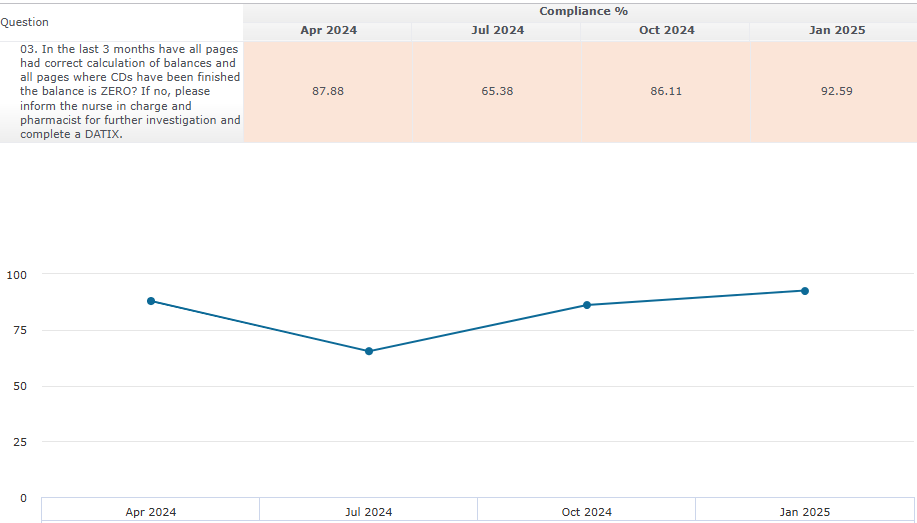 Compliance %
Question
Apr 2024 Jul 2024 Oct 2024 Jan 2025
03. In the last 3 months have all pages
had correct calculation of balances and
all pages where CDs have been finished
the balance is ZERO? If no, please
inform the nurse in charge and
pharmacist for further investigation and
complete a DATIX.
87.88 65.38 86.11 92.59
100
75
50
25
0
Apr 2024 Jul 2024 Oct 2024 Jan 2025